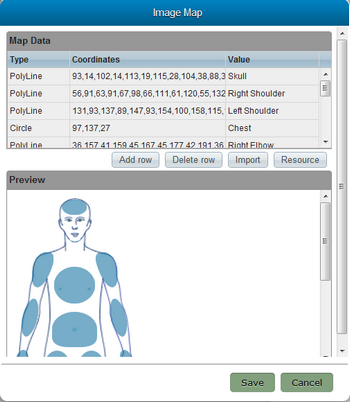 Image Map
Map Data
Type Coordinates Value
PolyLine 93,14,102,14,113,19,115,28,104,38,88,3 Skull
PolyLine 56,91,63,91,67,98,66,111,61,120,55,132 Right Shoulder
PolyLine 131,93,137,89,147,93,154,100,158,115, Left Shoulder
Circle 97,137,27 Chest
PolyLine 36,157,41,159,45,167,45,177,42,191,36 Right Elbow
Add row Delete row Import Resource
Preview
Save Cancel